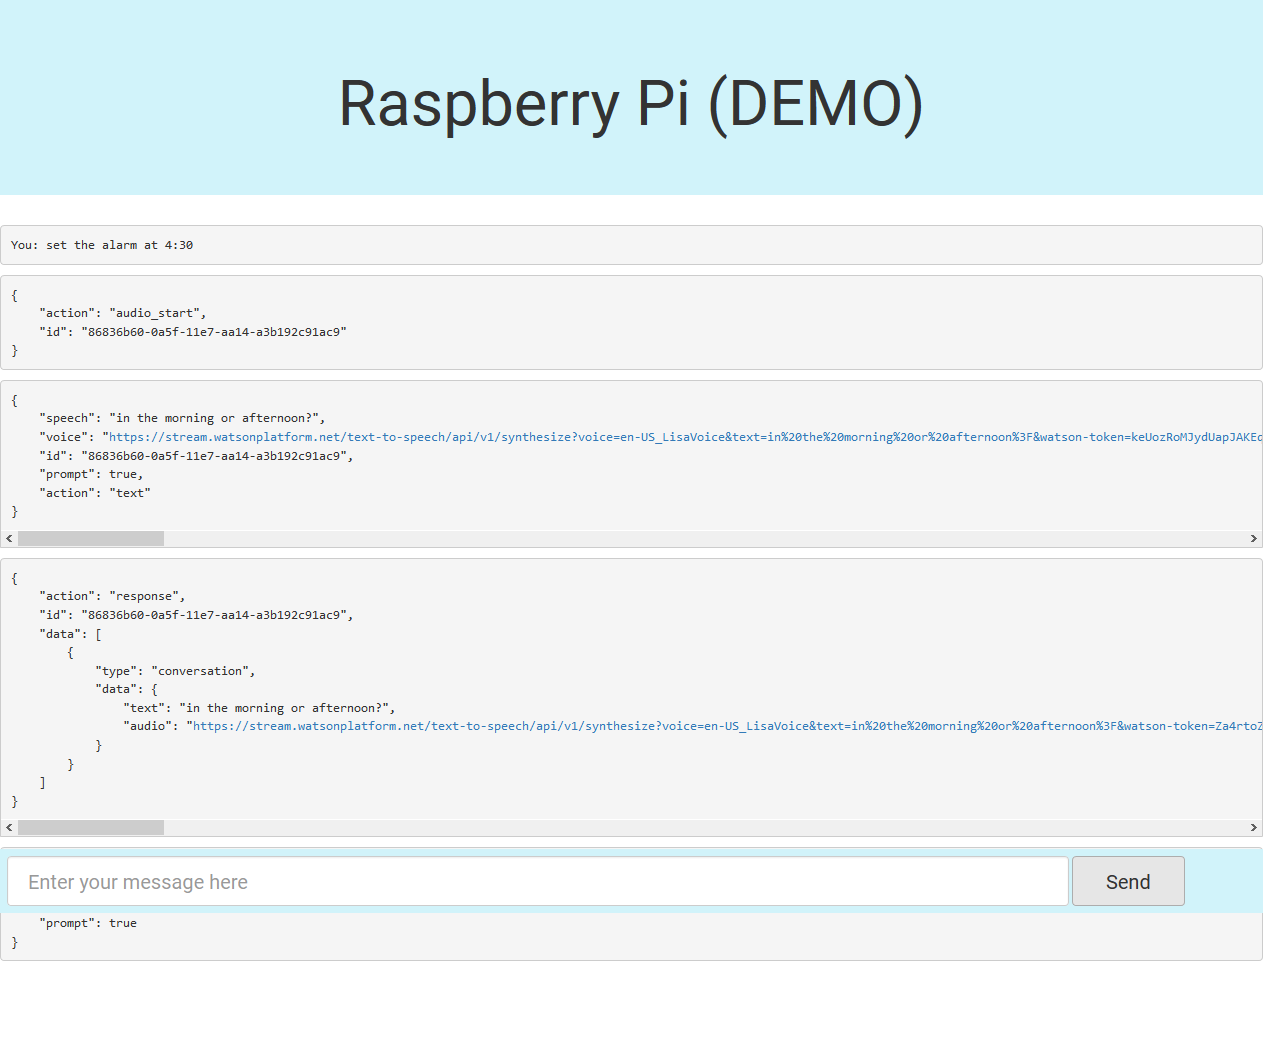 Raspberry Pi (DEMO)
You: set the alarm at 4:30
{
    "action": "audio_start",
    "id": "86836b60-0a5f-11e7-aa14-a3b192c91ac9"
}
{
    "speech": "in the morning or afternoon?",
    "voice": "https://stream.watsonplatform.net/text-to-speech/api/v1/synthesize?voice=en-US_LisaVoice&text=in%20the%20morning%20or%20afternoon%3F&watson-token=keUozRoMJydUapJAKEc
    "id": "86836b60-0a5f-11e7-aa14-a3b192c91ac9",
    "prompt": true,
    "action": "text"
}
{
    "action": "response",
    "id": "86836b60-0a5f-11e7-aa14-a3b192c91ac9",
    "data": [
        {
            "type": "conversation",
            "data": {
                "text": "in the morning or afternoon?",
                "audio": "https://stream.watsonplatform.net/text-to-speech/api/v1/synthesize?voice=en-US_LisaVoice&text=in%20the%20morning%20or%20afternoon%3F&watson-token=Za4rtoZ
            }
        }
    ]
}
Enter your message here
Send
    "prompt": true
}